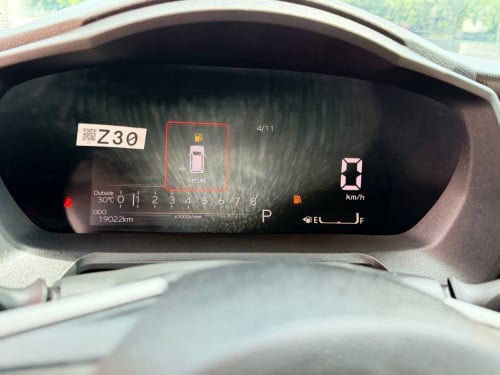 Z30
4/11
0
km/h
Outside
30°C
0 1 2 3 4 5 6 7 8
x1000r/min
P
E F
ODO
19022km